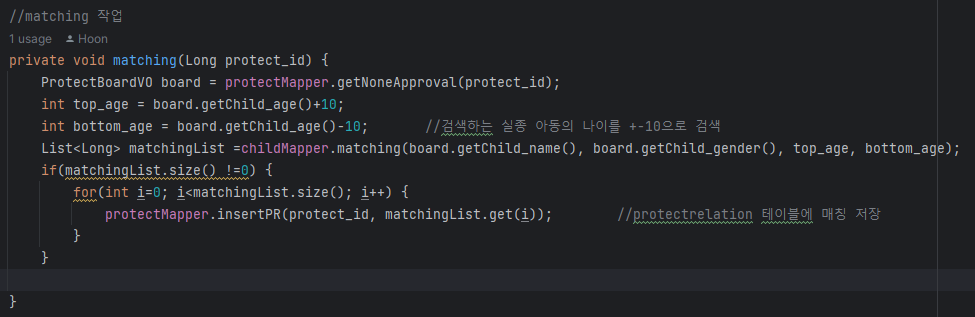 //matching 작업
1 usage Hoon
private void matching(Long protect_id) {
ProtectBoardVO board = protectMapper.getNoneApproval(protect_id);
int top_age = board.getChild_age()+10;
int bottom_age = board.getChild_age()-10; //검색하는 실종 아동의 나이를 +-10으로 검색
List<Long> matchingList =childMapper.matching(board.getChild_name(), board.getChild_gender(), top_age, bottom_age);
if(matchingList.size() !=0) {
for(int i=0; i<matchingList.size(); i++) {
protectMapper.insertPR(protect_id, matchingList.get(i)); //protectrelation 테이블에 매칭 저장
}
}
}